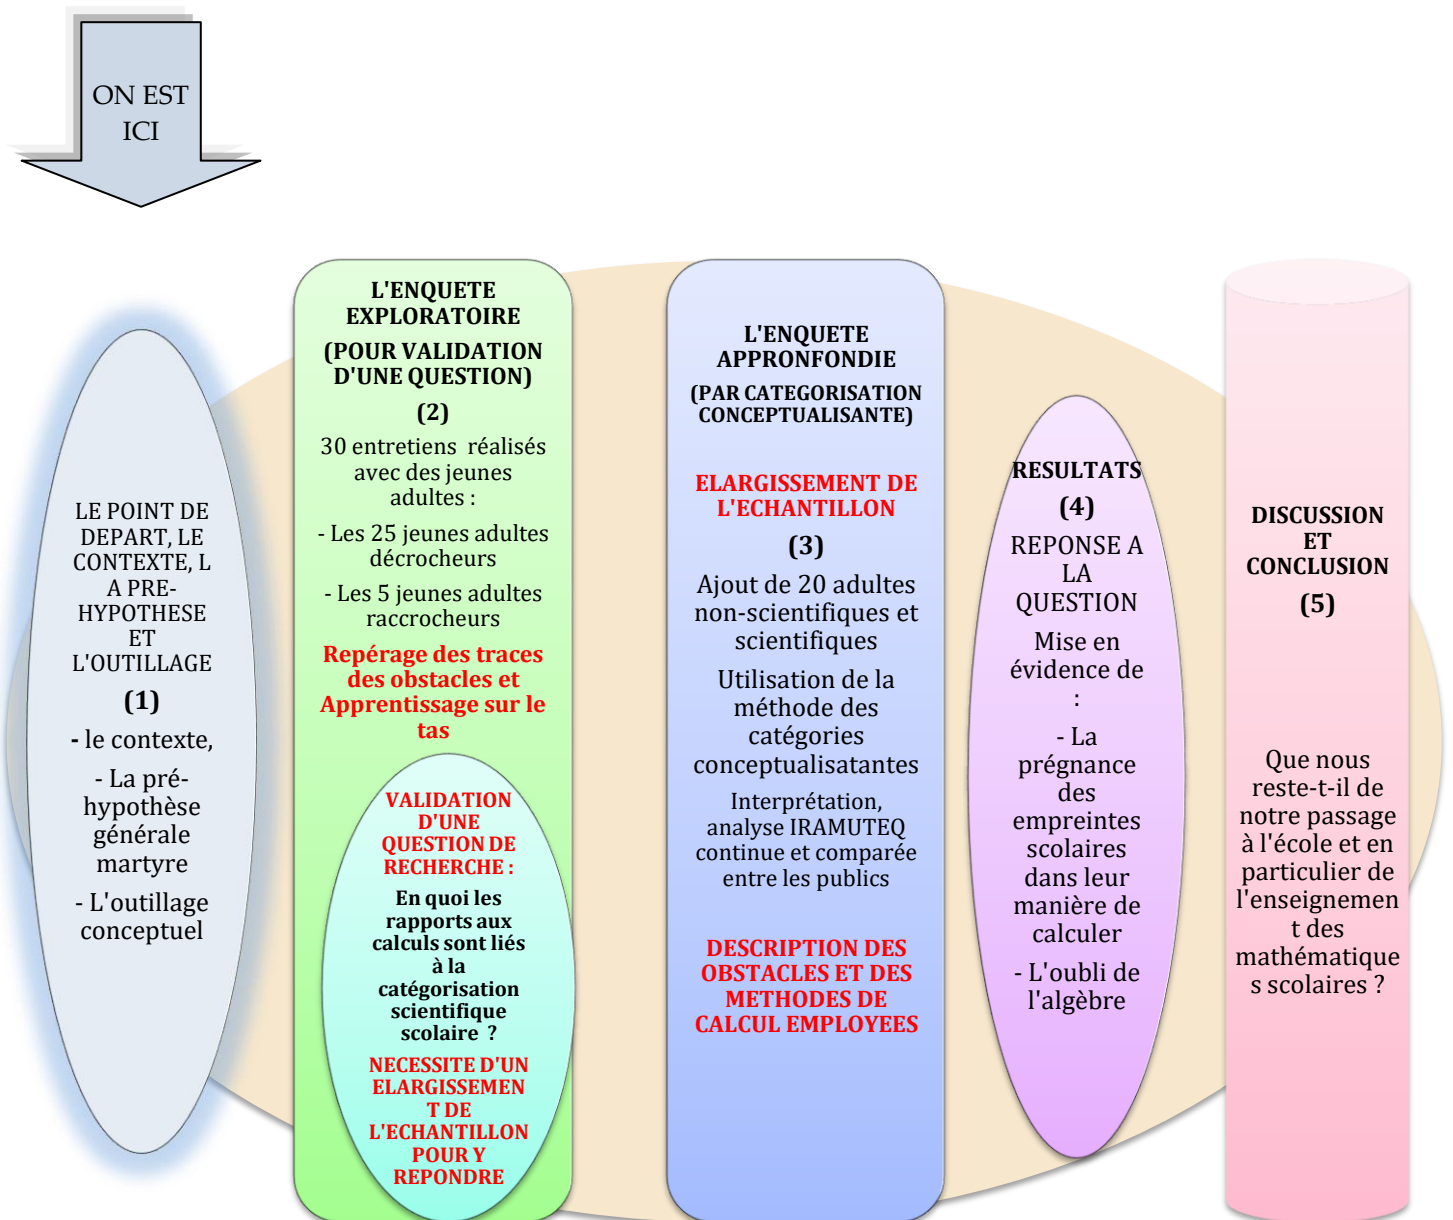 ON EST
ICI
LE POINT DE
DEPART, LE
CONTEXTE, L
A PRE-
HYPOTHESE
ET
L'OUTILLAGE
(1)
- le contexte,
- La pré-
hypothèse
générale
martyre
- L'outillage
conceptuel
L'ENQUETE
EXPLORATOIRE
(POUR VALIDATION
D'UNE QUESTION)
(2)
30 entretiens réalisés
avec des jeunes
adultes :
- Les 25 jeunes adultes
décrocheurs
- Les 5 jeunes adultes
raccrocheurs
Repérage des traces
des obstacles et
Apprentissage sur le
tas
VALIDATION
D'UNE
QUESTION DE
RECHERCHE :
En quoi les
rapports aux
calculs sont liés
à la
catégorisation
scientifique
scolaire ?
NECESSITE D'UN
ELARGISSEMEN
T DE
L'ECHANTILLON
POUR Y
REPONDRE
L'ENQUETE
APPRONFONDIE
(PAR CATEGORISATION
CONCEPTUALISANTE)
ELARGISSEMENT DE
L'ECHANTILLON
(3)
Ajout de 20 adultes
non-scientifiques et
scientifiques
Utilisation de la
méthode des
catégories
conceptualisatantes
Interprétation,
analyse IRAMUTEQ
continue et comparée
entre les publics
DESCRIPTION DES
OBSTACLES ET DES
METHODES DE
CALCUL EMPLOYEES
RESULTATS
(4)
REPONSE A
LA
QUESTION
Mise en
évidence de
:
- La
prégnance
des
empreintes
scolaires
dans leur
manière de
calculer
- L'oubli de
l'algèbre
DISCUSSION
ET
CONCLUSION
(5)
Que nous
reste-t-il de
notre passage
à l'école et en
particulier de
l'enseignemen
t des
mathématique
s scolaires ?